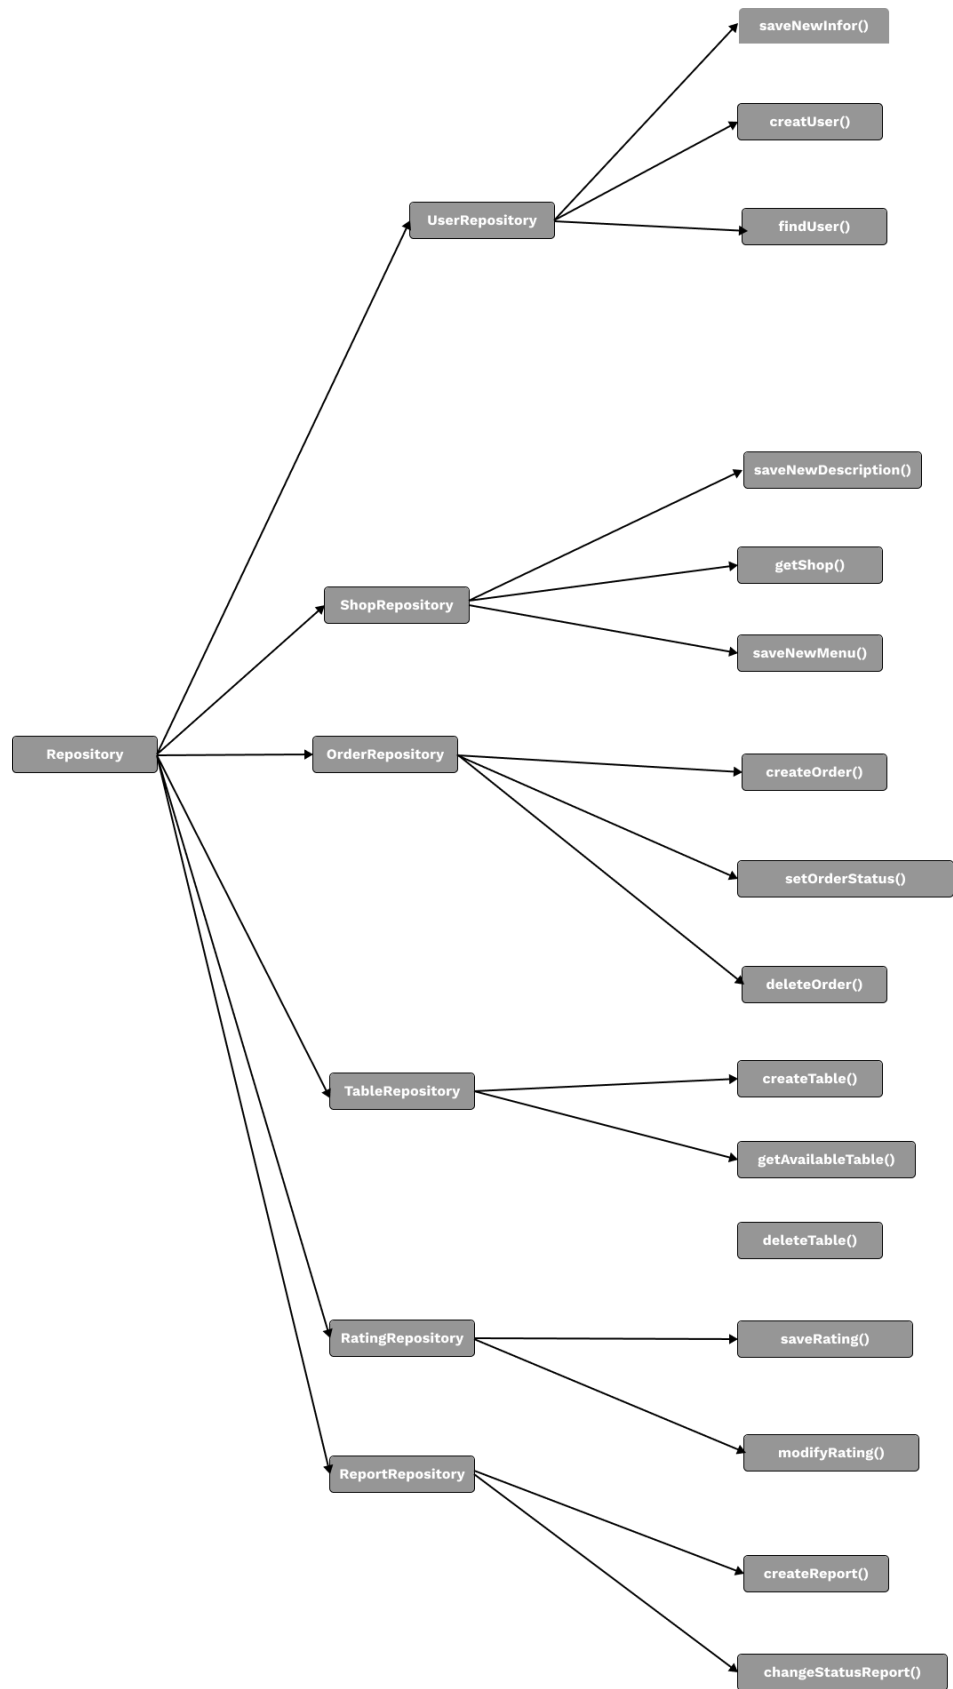 saveNewInfor()
creatUser()
UserRepository
findUser()
saveNewDescription()
getShop()
ShopRepository
saveNewMenu()
Repository
OrderRepository
createOrder()
setOrderStatus()
deleteOrder()
createTable()
TableRepository
getAvailableTable()
deleteTable()
RatingRepository
saveRating()
modifyRating()
ReportRepository
createReport()
changeStatusReport()